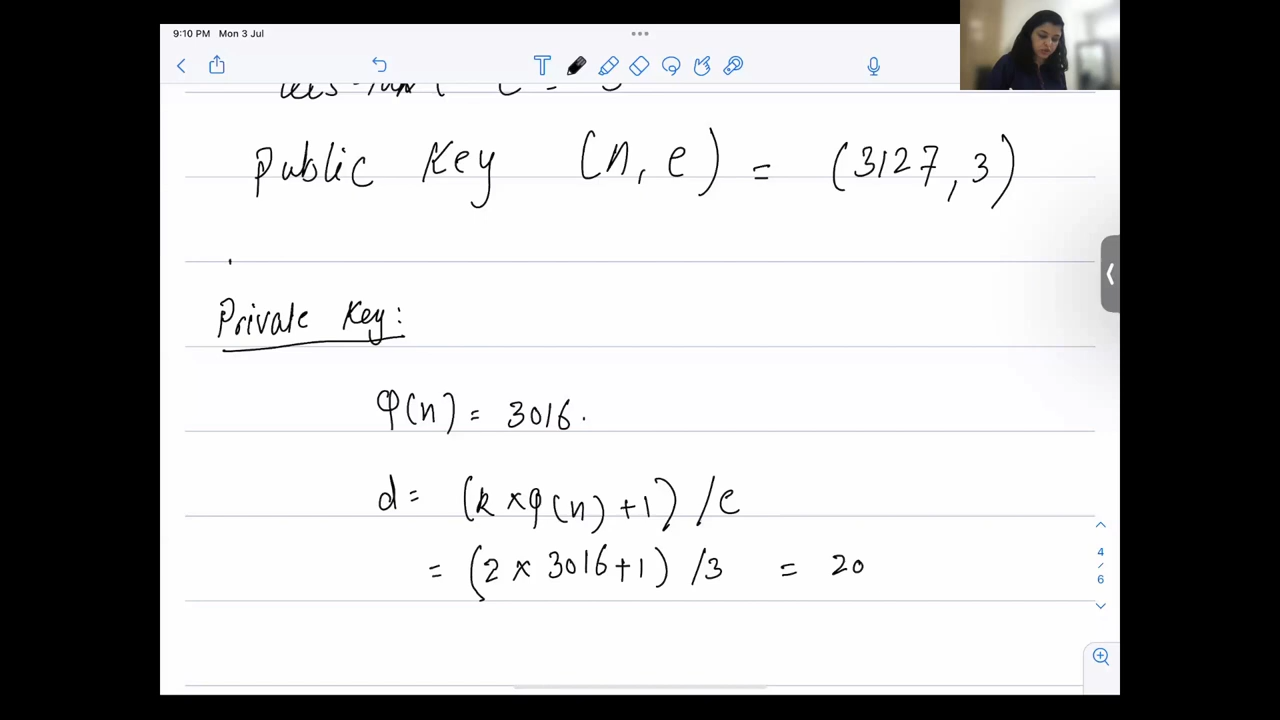 9:10 PM Mon 3 Jul
Public Key (n, e) = (3127, 3)
Private Key:
φ(n) = 3016.
d = (k × φ(n) + 1) / e
= (2 × 3016 + 1) / 3 = 20
4
/
6